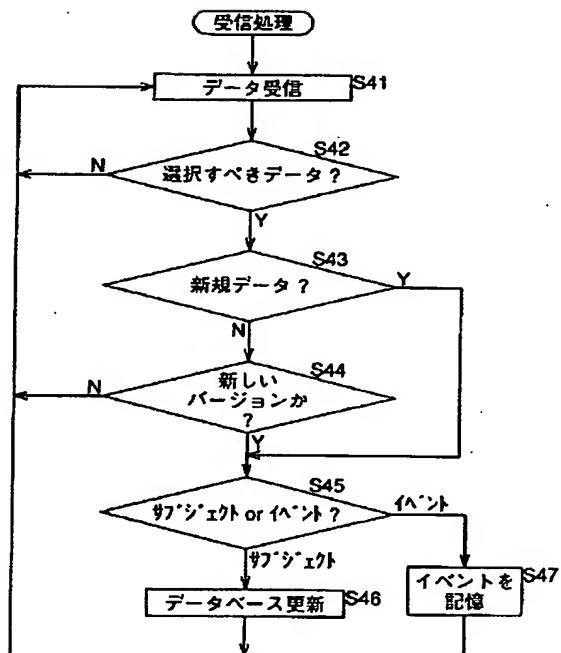 受信処理
データ受信 S41
S42
N
選択すべきデータ?
Y
S43
新規データ?
Y
N
S44
N
新しい
バージョンか
?
Y
S45
サブジェクト or イベント?
イベント
サブジェクト
データベース更新 S46
イベントを
記憶
S47